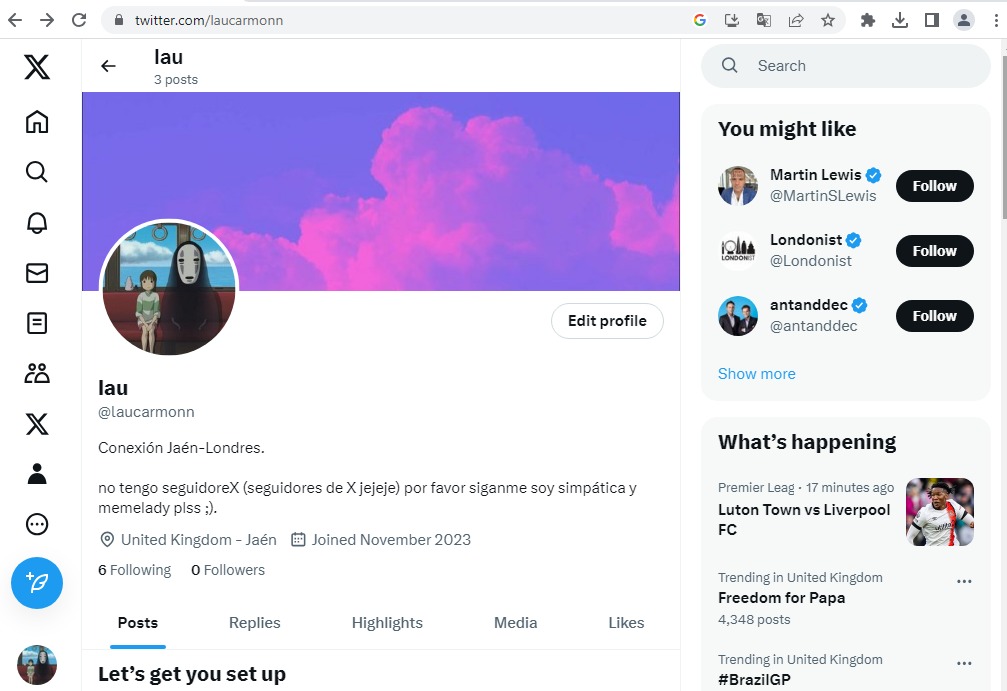 twitter.com/laucarmonn
lau
3 posts
Edit profile
lau
@laucarmonn
Conexión Jaén-Londres.
no tengo seguidoreX (seguidores de X jejeje) por favor siganme soy simpática y
memelady plss ;).
United Kingdom - Jaén Joined November 2023
6 Following 0 Followers
Posts Replies Highlights Media Likes
Let’s get you set up
Search
You might like
Martin Lewis
@MartinSLewis
Follow
LONDONIST
Londonist
@Londonist
Follow
antanddec
@antanddec
Follow
Show more
What’s happening
Premier Leag · 17 minutes ago
Luton Town vs Liverpool
FC
Trending in United Kingdom
Freedom for Papa
4,348 posts
Trending in United Kingdom
#BrazilGP